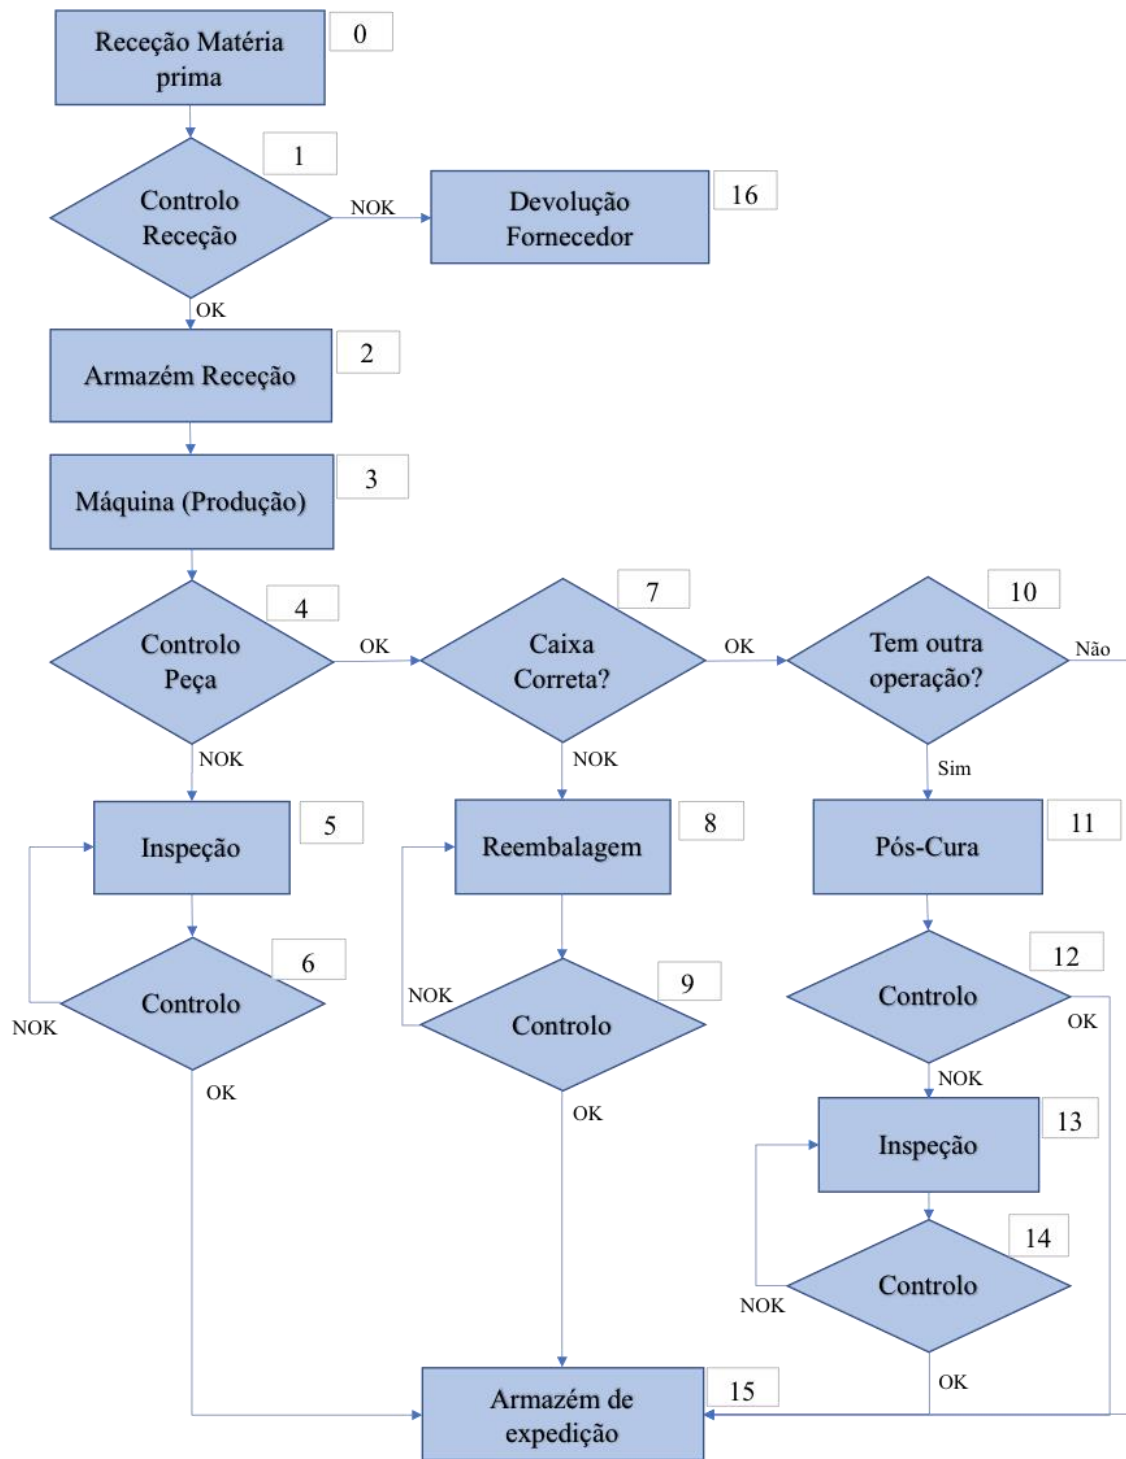 Receção Matéria
prima
0
1
Controlo
Receção
NOK
Devolução
Fornecedor
16
OK
Armazém Receção
2
Máquina (Produção)
3
Controlo
Peça
4
OK
Caixa
Correta?
7
OK
Tem outra
operação?
10
Não
NOK
NOK
Sim
Inspeção
5
Reembalagem
8
Pós-Cura
11
Controlo
6
NOK
OK
Controlo
9
NOK
OK
Controlo
12
OK
NOK
Inspeção
13
Controlo
14
NOK
OK
Armazém de
expedição
15